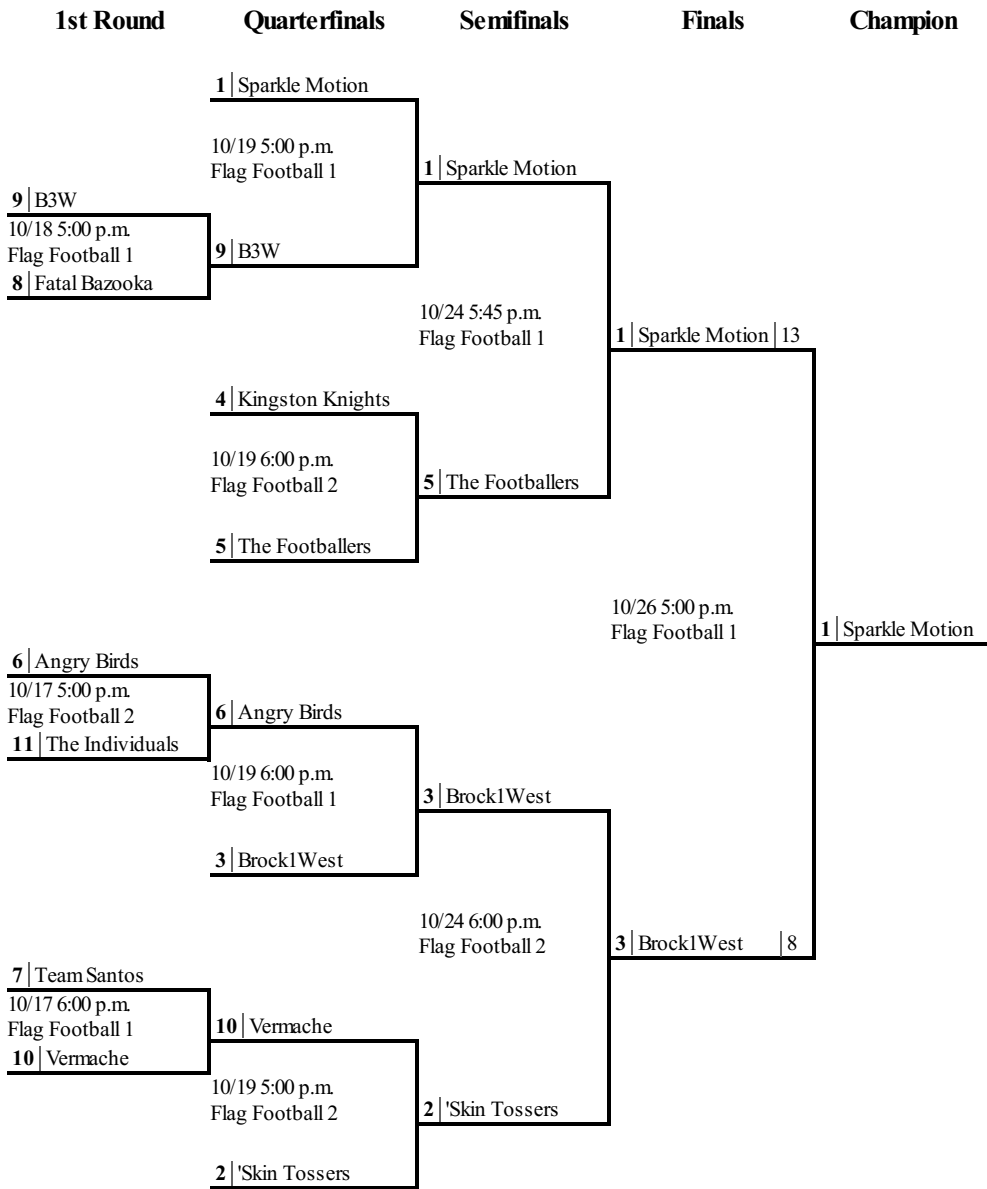 1st Round Quarterfinals Semifinals Finals Champion
1 Sparkle Motion
10/19 5:00 p.m.
Flag Football 1
1 Sparkle Motion
9 B3W
10/18 5:00 p.m.
Flag Football 1
9 B3W
8 Fatal Bazooka
10/24 5:45 p.m.
Flag Football 1
1 Sparkle Motion 13
4 Kingston Knights
10/19 6:00 p.m.
Flag Football 2
5 The Footballers
5 The Footballers
10/26 5:00 p.m.
Flag Football 1
1 Sparkle Motion
6 Angry Birds
10/17 5:00 p.m.
Flag Football 2
6 Angry Birds
11 The Individuals
10/19 6:00 p.m.
Flag Football 1
3 Brock1West
3 Brock1West
10/24 6:00 p.m.
Flag Football 2
3 Brock1West 8
7 Team Santos
10/17 6:00 p.m.
Flag Football 1
10 Vermache
10 Vermache
10/19 5:00 p.m.
Flag Football 2
2 'Skin Tossers
2 'Skin Tossers